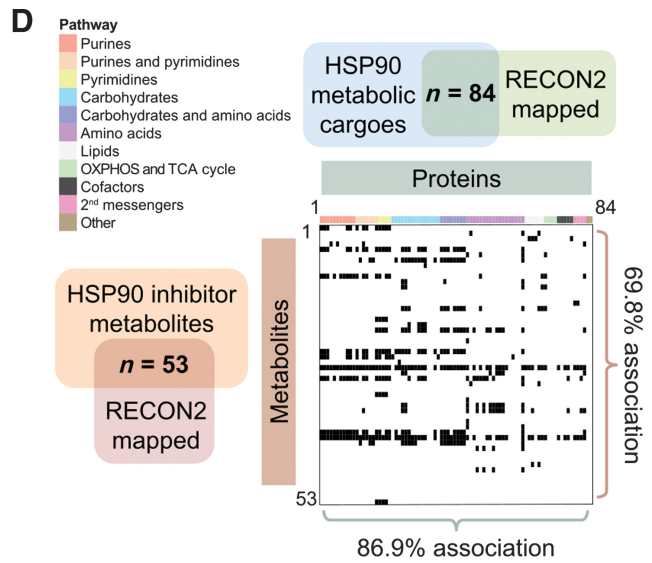 D
Pathway
Purines
Purines and pyrimidines
Pyrimidines
Carbohydrates
Carbohydrates and amino acids
Amino acids
Lipids
OXPHOS and TCA cycle
Cofactors
2nd messengers
Other
HSP90
metabolic
cargoes
n = 84
RECON2
mapped
Proteins
1
84
1
53
Metabolites
HSP90 inhibitor
metabolites
n = 53
RECON2
mapped
69.8% association
86.9% association